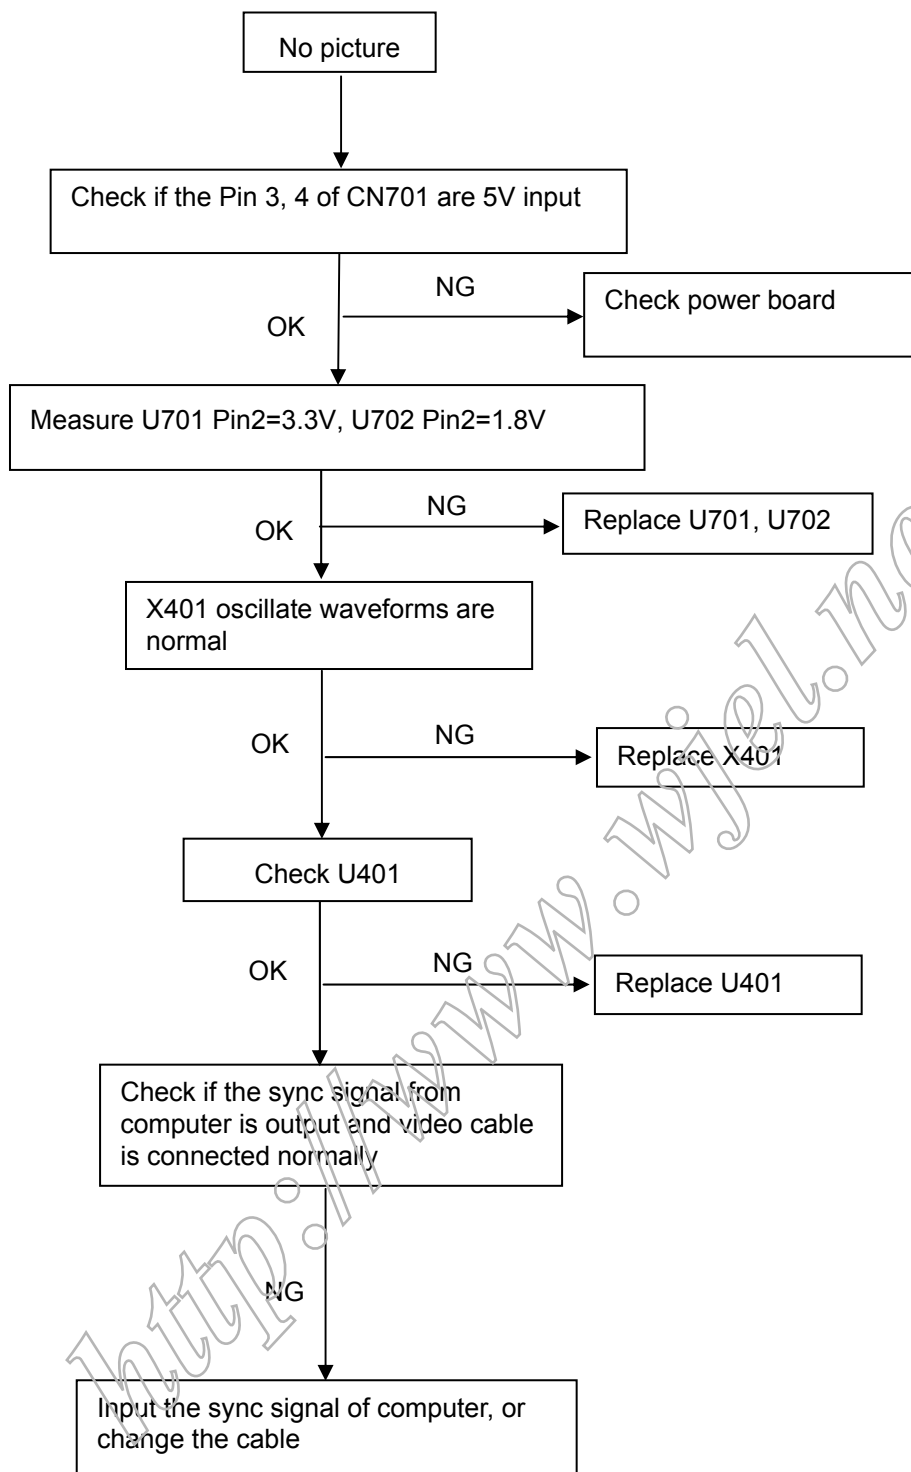 No picture
Check if the Pin 3, 4 of CN701 are 5V input
NG
Check power board
OK
Measure U701 Pin2=3.3V, U702 Pin2=1.8V
NG
Replace U701, U702
OK
X401 oscillate waveforms are
normal
OK
NG
Replace X401
Check U401
OK
NG
Replace U401
Check if the sync signal from
computer is output and video cable
is connected normally
NG
Input the sync signal of computer, or
change the cable